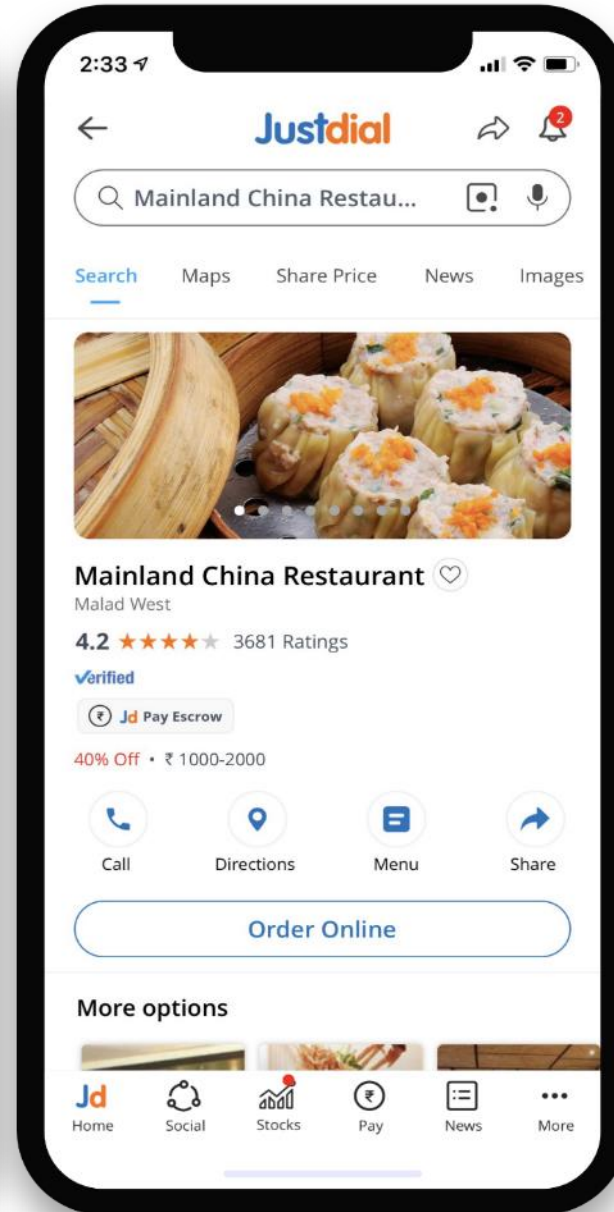 2:33
Justdial
2
Mainland China Restau...
Search Maps Share Price News Images
Mainland China Restaurant
Malad West
4.2 3681 Ratings
Verified
₹ Jd Pay Escrow
40% Off • ₹ 1000-2000
Call Directions Menu Share
Order Online
More options
Jd ₹
Home Social Stocks Pay News More